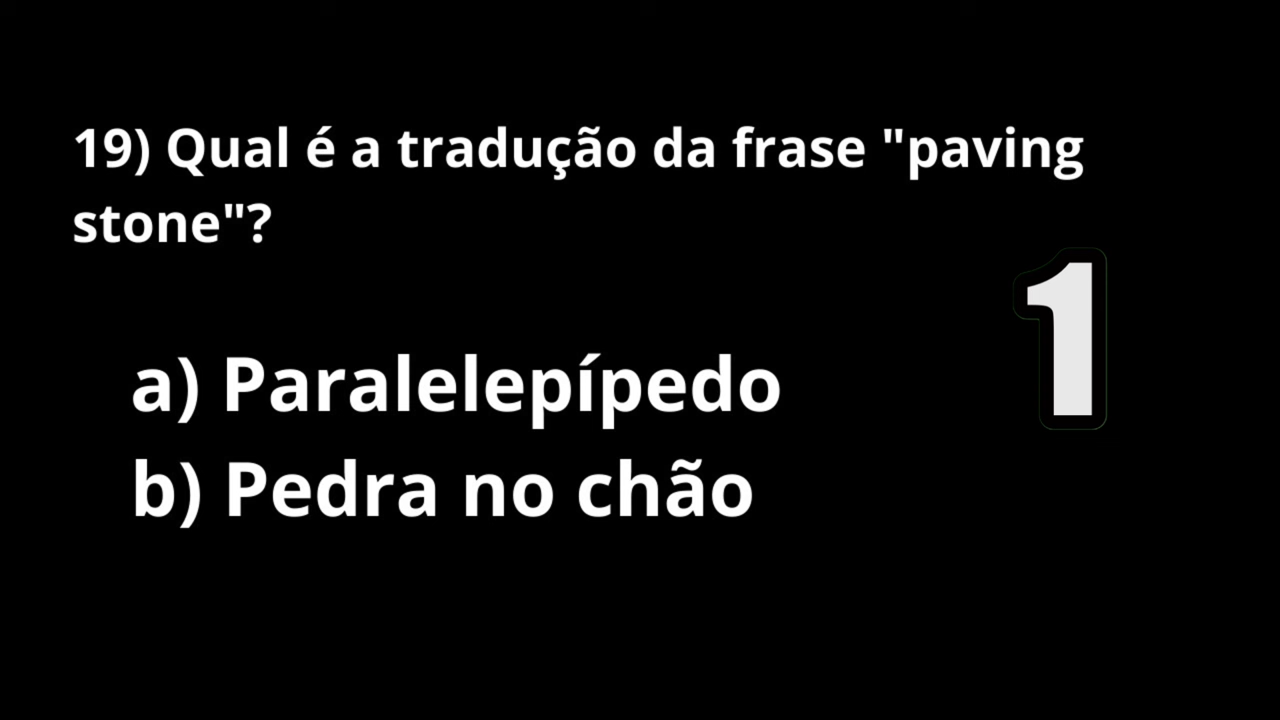 19) Qual é a tradução da frase "paving
stone"?
1
a) Paralelepípedo
b) Pedra no chão